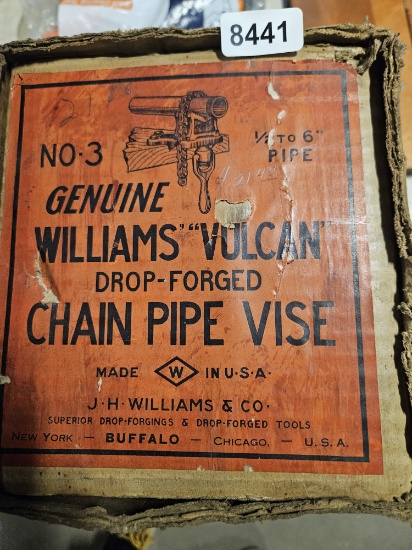 8441
NO·3
½ TO 6"
PIPE
GENUINE
WILLIAMS' "VULCAN"
DROP-FORGED
CHAIN PIPE VISE
MADE W IN U·S·A·
J·H·WILLIAMS & CO·
SUPERIOR DROP-FORGINGS & DROP-FORGED TOOLS
NEW YORK — BUFFALO — CHICAGO, — U.S.A.